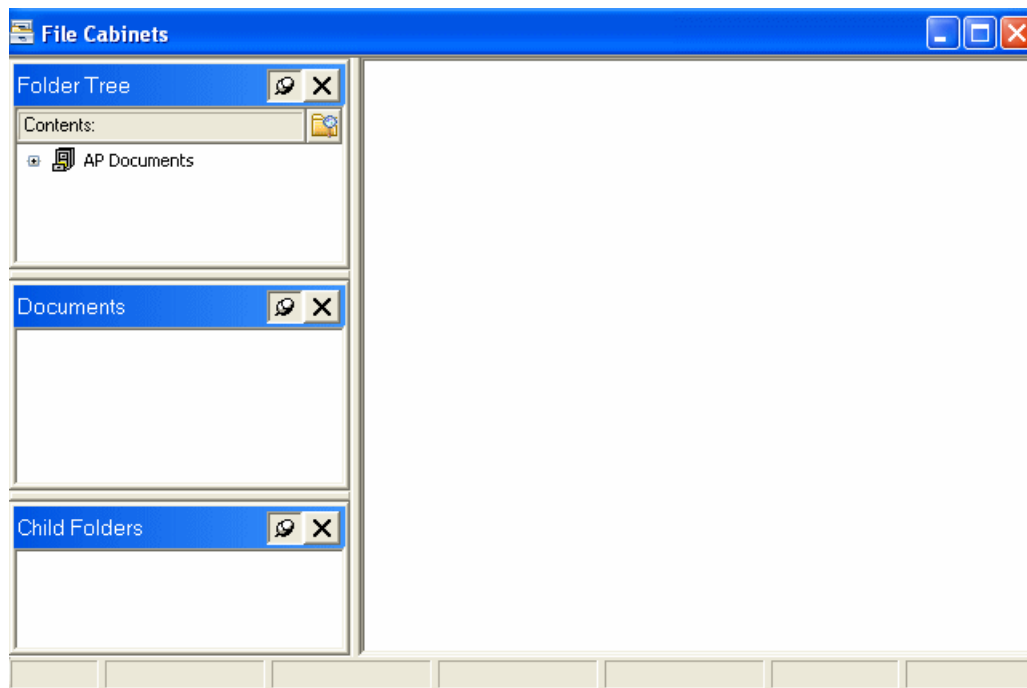 File Cabinets
Folder Tree
Contents:
AP Documents
Documents
Child Folders